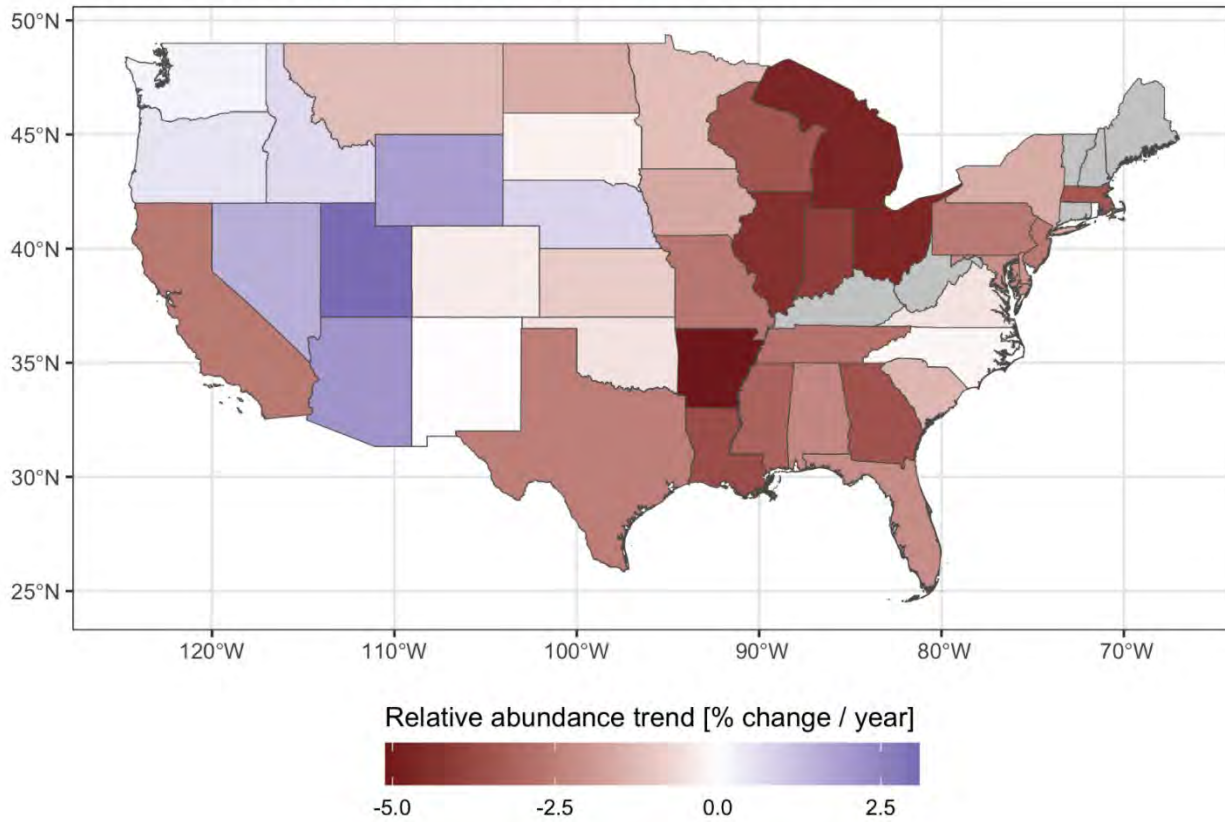 50°N
45°N
40°N
35°N
30°N
25°N
120°W 110°W 100°W 90°W 80°W 70°W
Relative abundance trend [% change / year]
-5.0 -2.5 0.0 2.5